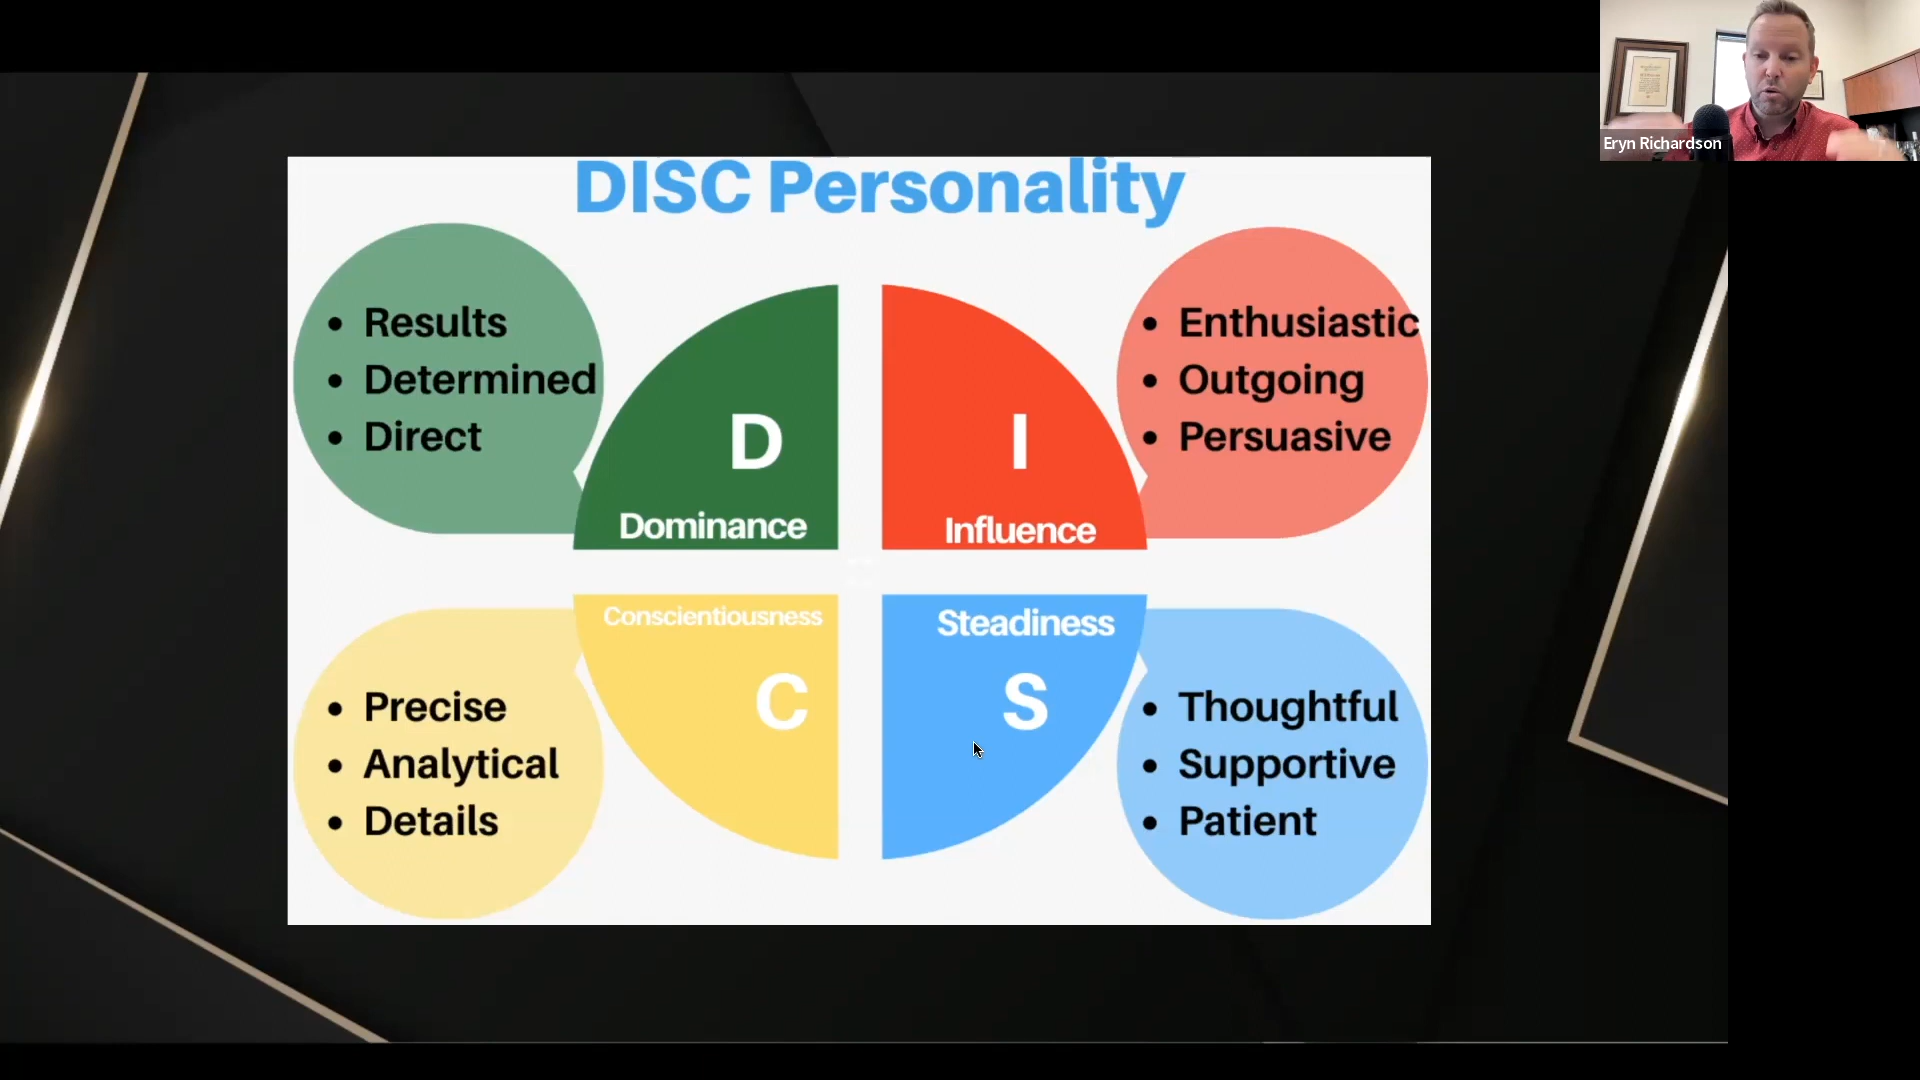 Eryn Richardson
DISC Personality
• Results
• Determined
• Direct
D
Dominance
I
Influence
• Enthusiastic
• Outgoing
• Persuasive
Conscientiousness
C
• Precise
• Analytical
• Details
Steadiness
S
• Thoughtful
• Supportive
• Patient